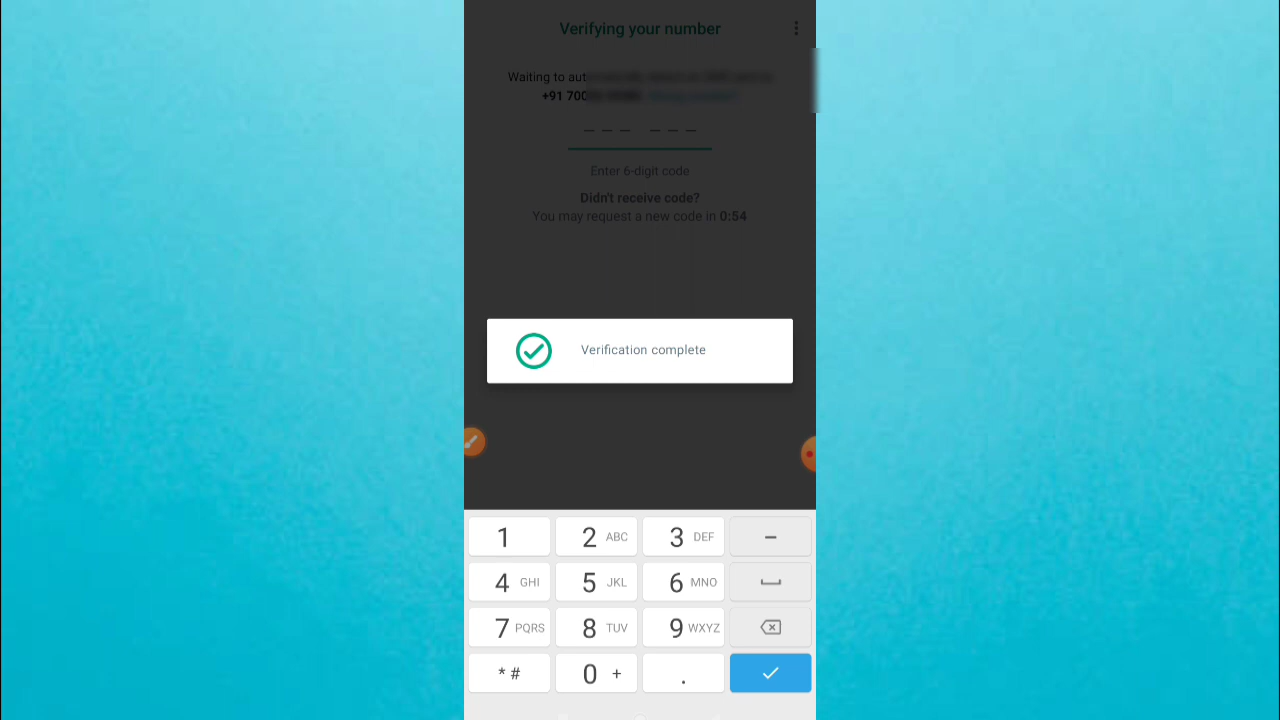 Verifying your number
Waiting to aut
+91 700
Enter 6-digit code
Didn't receive code?
You may request a new code in 0:54
Verification complete
1 2 ABC 3 DEF –
4 GHI 5 JKL 6 MNO
7 PQRS 8 TUV 9 WXYZ
* # 0 + .